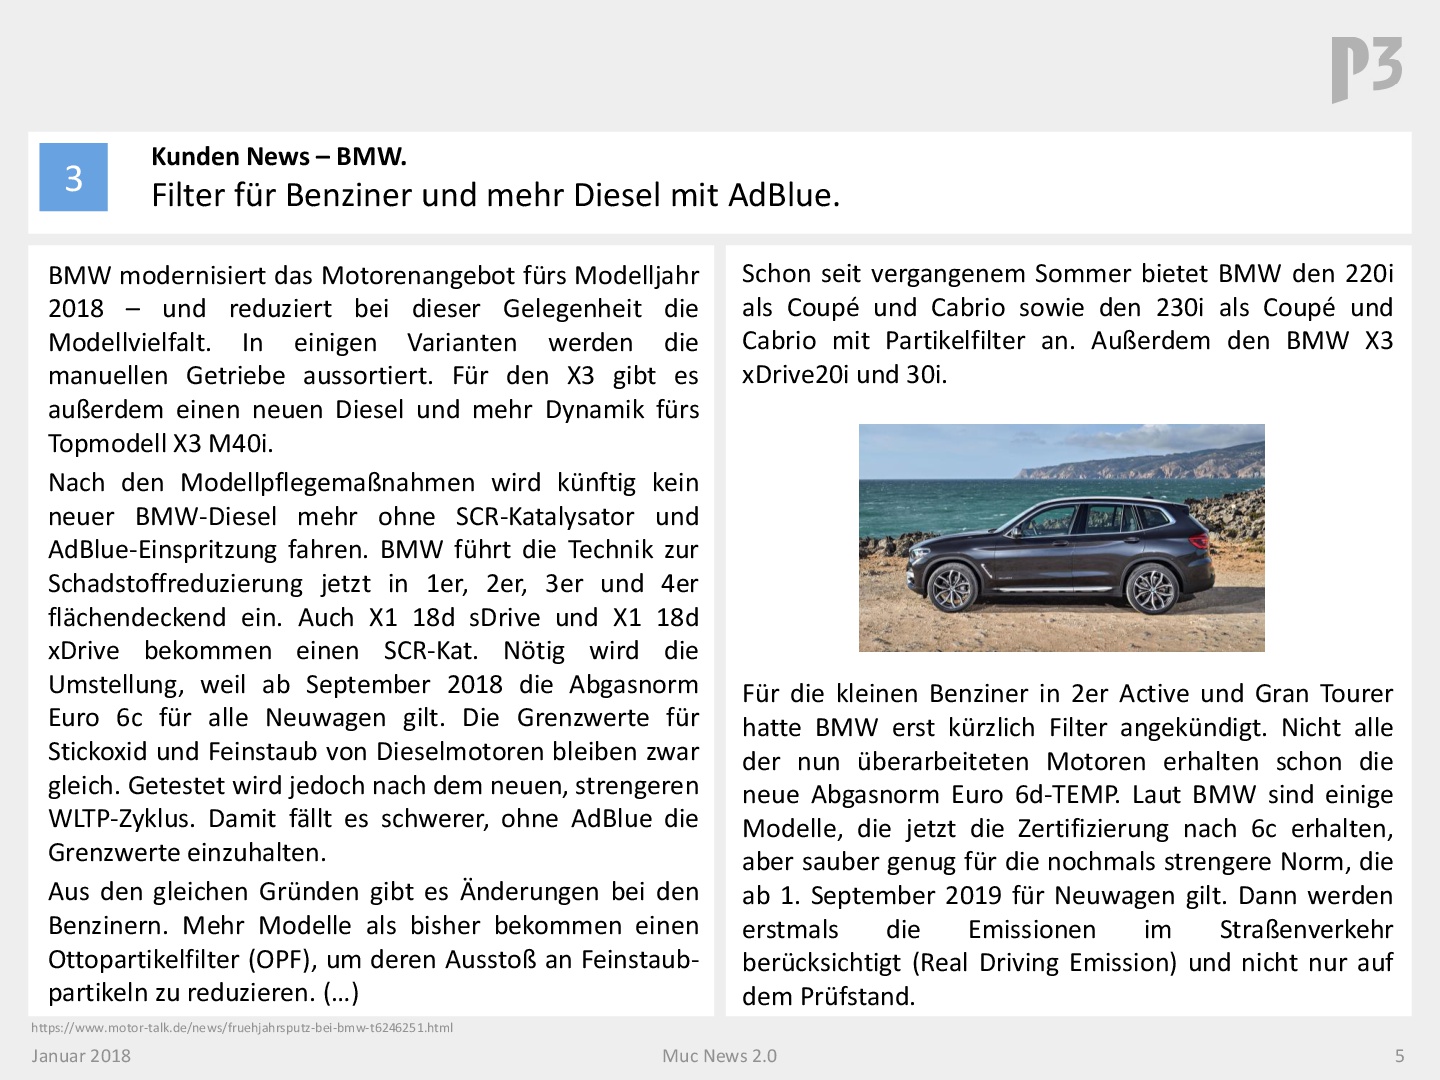 P3
3
Kunden News – BMW.
Filter für Benziner und mehr Diesel mit AdBlue.
BMW modernisiert das Motorenangebot fürs Modelljahr
2018 – und reduziert bei dieser Gelegenheit die
Modellvielfalt. In einigen Varianten werden die
manuellen Getriebe aussortiert. Für den X3 gibt es
außerdem einen neuen Diesel und mehr Dynamik fürs
Topmodell X3 M40i.
Nach den Modellpflegemaßnahmen wird künftig kein
neuer BMW-Diesel mehr ohne SCR-Katalysator und
AdBlue-Einspritzung fahren. BMW führt die Technik zur
Schadstoffreduzierung jetzt in 1er, 2er, 3er und 4er
flächendeckend ein. Auch X1 18d sDrive und X1 18d
xDrive bekommen einen SCR-Kat. Nötig wird die
Umstellung, weil ab September 2018 die Abgasnorm
Euro 6c für alle Neuwagen gilt. Die Grenzwerte für
Stickoxid und Feinstaub von Dieselmotoren bleiben zwar
gleich. Getestet wird jedoch nach dem neuen, strengeren
WLTP-Zyklus. Damit fällt es schwerer, ohne AdBlue die
Grenzwerte einzuhalten.
Aus den gleichen Gründen gibt es Änderungen bei den
Benzinern. Mehr Modelle als bisher bekommen einen
Ottopartikelfilter (OPF), um deren Ausstoß an Feinstaub-
partikeln zu reduzieren. (…)
Schon seit vergangenem Sommer bietet BMW den 220i
als Coupé und Cabrio sowie den 230i als Coupé und
Cabrio mit Partikelfilter an. Außerdem den BMW X3
xDrive20i und 30i.
Für die kleinen Benziner in 2er Active und Gran Tourer
hatte BMW erst kürzlich Filter angekündigt. Nicht alle
der nun überarbeiteten Motoren erhalten schon die
neue Abgasnorm Euro 6d-TEMP. Laut BMW sind einige
Modelle, die jetzt die Zertifizierung nach 6c erhalten,
aber sauber genug für die nochmals strengere Norm, die
ab 1. September 2019 für Neuwagen gilt. Dann werden
erstmals die Emissionen im Straßenverkehr
berücksichtigt (Real Driving Emission) und nicht nur auf
dem Prüfstand.
https://www.motor-talk.de/news/fruehjahrsputz-bei-bmw-t6246251.html
Januar 2018
Muc News 2.0
5